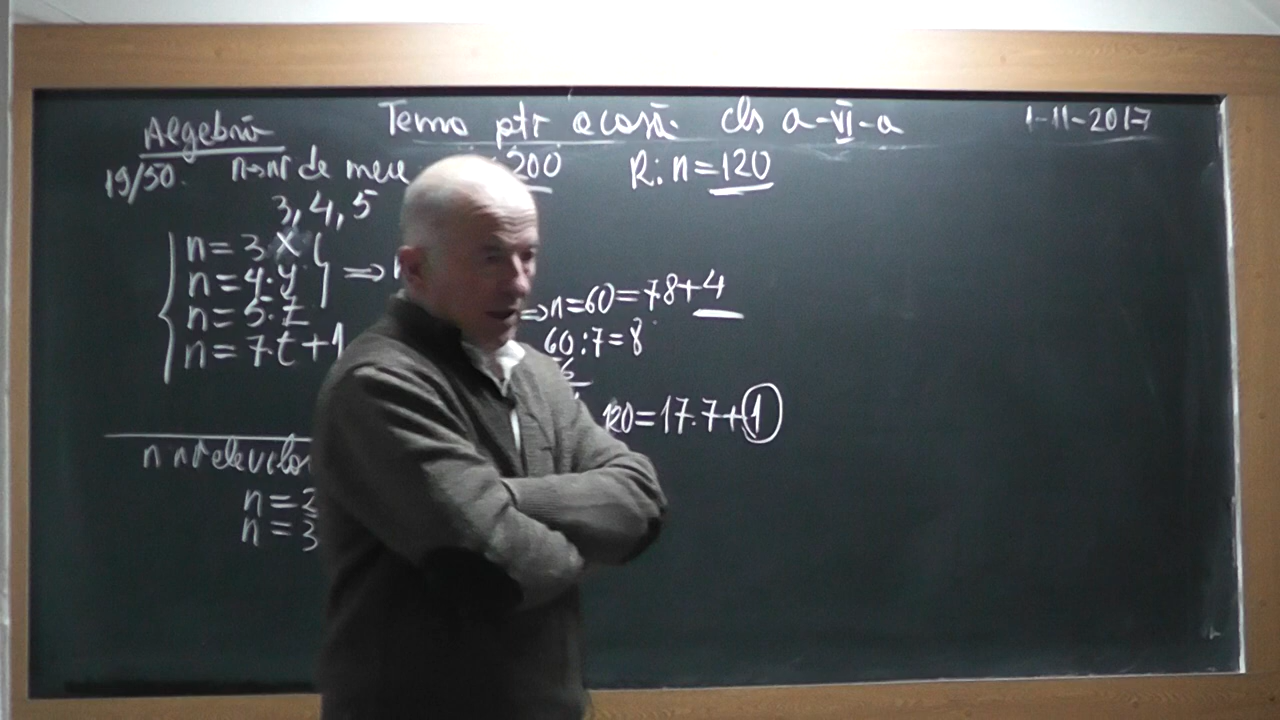 Algebră Tema ptr acasă cls a-VI-a 1-11-2017
19/50. n→nr de mere 200 R: n=120
3, 4, 5
n=3·x
n=4·y ⇒
n=5·z
n=7·t+1
⇒n=60=7·8+4
60:7=8
120=17·7+1
n nr elevilor
n=2
n=3